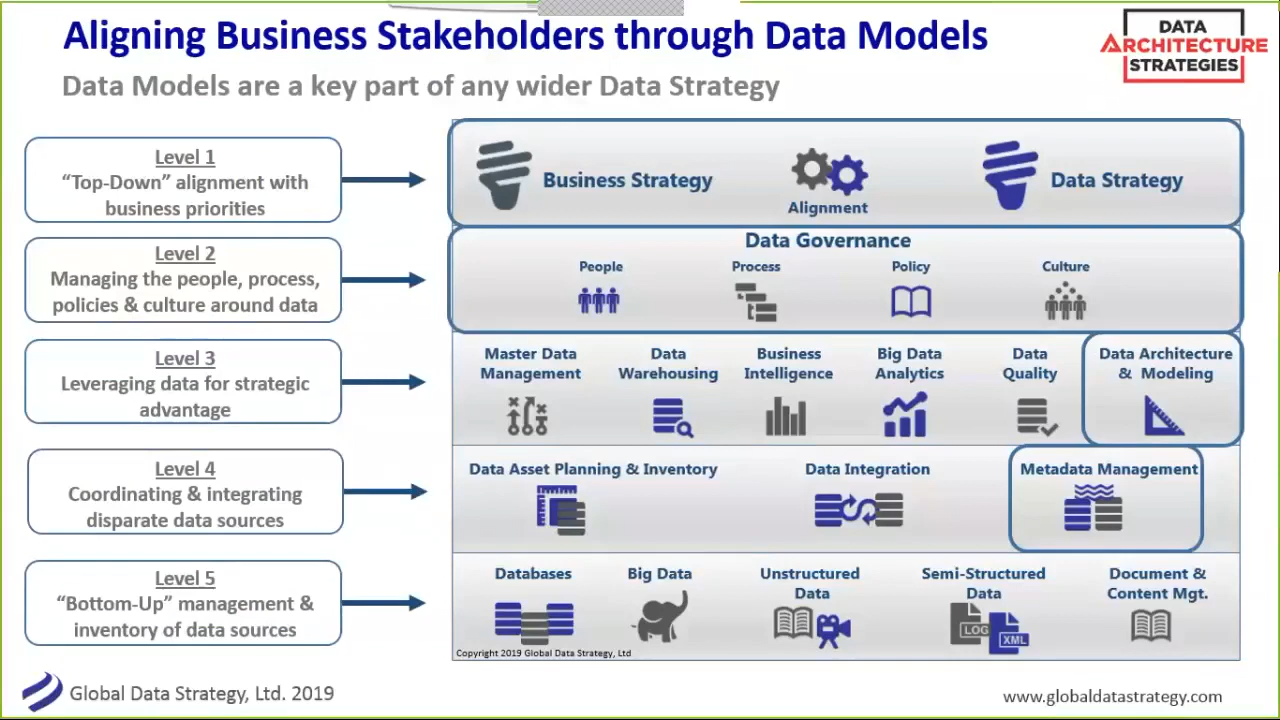 Aligning Business Stakeholders through Data Models
DATA
ARCHITECTURE
STRATEGIES
Data Models are a key part of any wider Data Strategy
Level 1
“Top-Down” alignment with
business priorities
Business Strategy
Alignment
Data Strategy
Level 2
Managing the people, process,
policies & culture around data
Data Governance
People
Process
Policy
Culture
Level 3
Leveraging data for strategic
advantage
Master Data
Management
Data
Warehousing
Business
Intelligence
Big Data
Analytics
Data
Quality
Data Architecture
& Modeling
Level 4
Coordinating & integrating
disparate data sources
Data Asset Planning & Inventory
Data Integration
Metadata Management
Level 5
“Bottom-Up” management &
inventory of data sources
Databases
Big Data
Unstructured
Data
Semi-Structured
Data
LOG
XML
Document &
Content Mgt.
Copyright 2019 Global Data Strategy, Ltd
Global Data Strategy, Ltd. 2019
www.globaldatastrategy.com